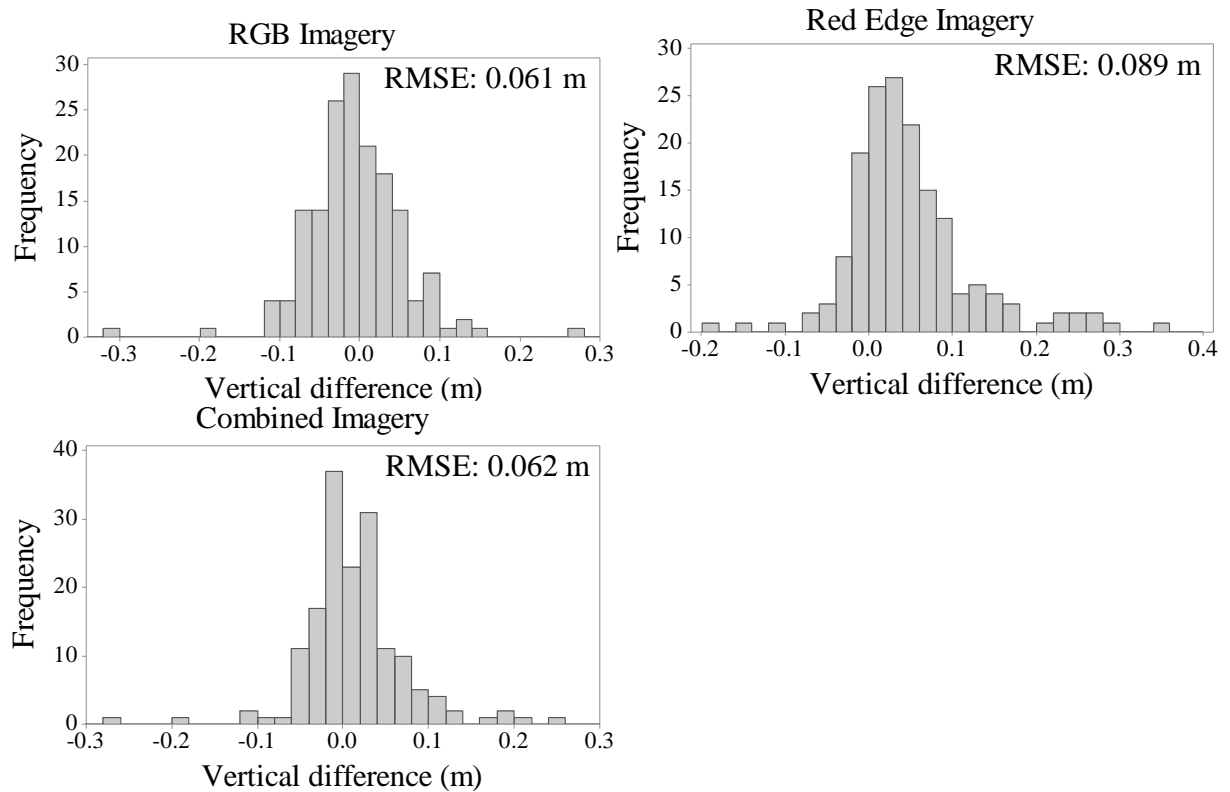 RGB Imagery
RMSE: 0.061 m
Frequency
30
25
20
15
10
5
0
-0.3 -0.2 -0.1 0.0 0.1 0.2 0.3
Vertical difference (m)
Red Edge Imagery
RMSE: 0.089 m
Frequency
30
25
20
15
10
5
0
-0.2 -0.1 0.0 0.1 0.2 0.3 0.4
Vertical difference (m)
Combined Imagery
RMSE: 0.062 m
Frequency
40
30
20
10
0
-0.3 -0.2 -0.1 0.0 0.1 0.2 0.3
Vertical difference (m)